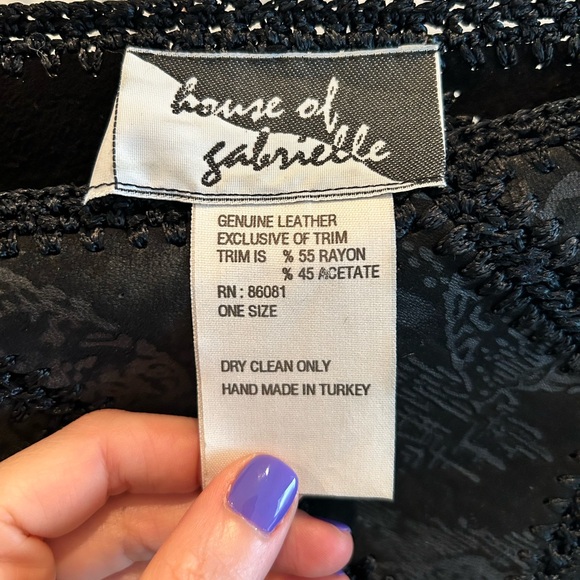 house of
gabrielle
GENUINE LEATHER
EXCLUSIVE OF TRIM
TRIM IS % 55 RAYON
% 45 ACETATE
RN : 86081
ONE SIZE
DRY CLEAN ONLY
HAND MADE IN TURKEY